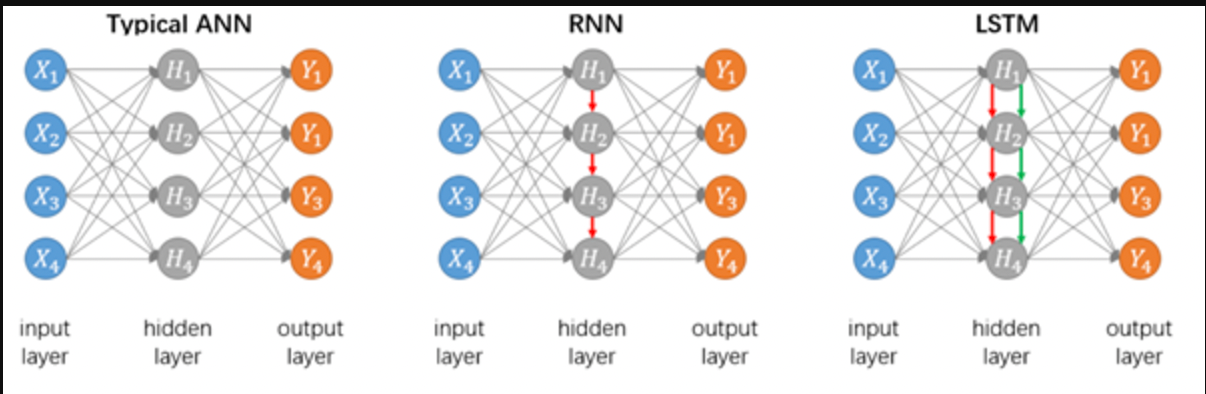 Typical ANN
X₁ H₁ Y₁
X₂ H₂ Y₁
X₃ H₃ Y₃
X₄ H₄ Y₄
input hidden output
layer layer layer
RNN
X₁ H₁ Y₁
X₂ H₂ Y₁
X₃ H₃ Y₃
X₄ H₄ Y₄
input hidden output
layer layer layer
LSTM
X₁ H₁ Y₁
X₂ H₂ Y₁
X₃ H₃ Y₃
X₄ H₄ Y₄
input hidden output
layer layer layer